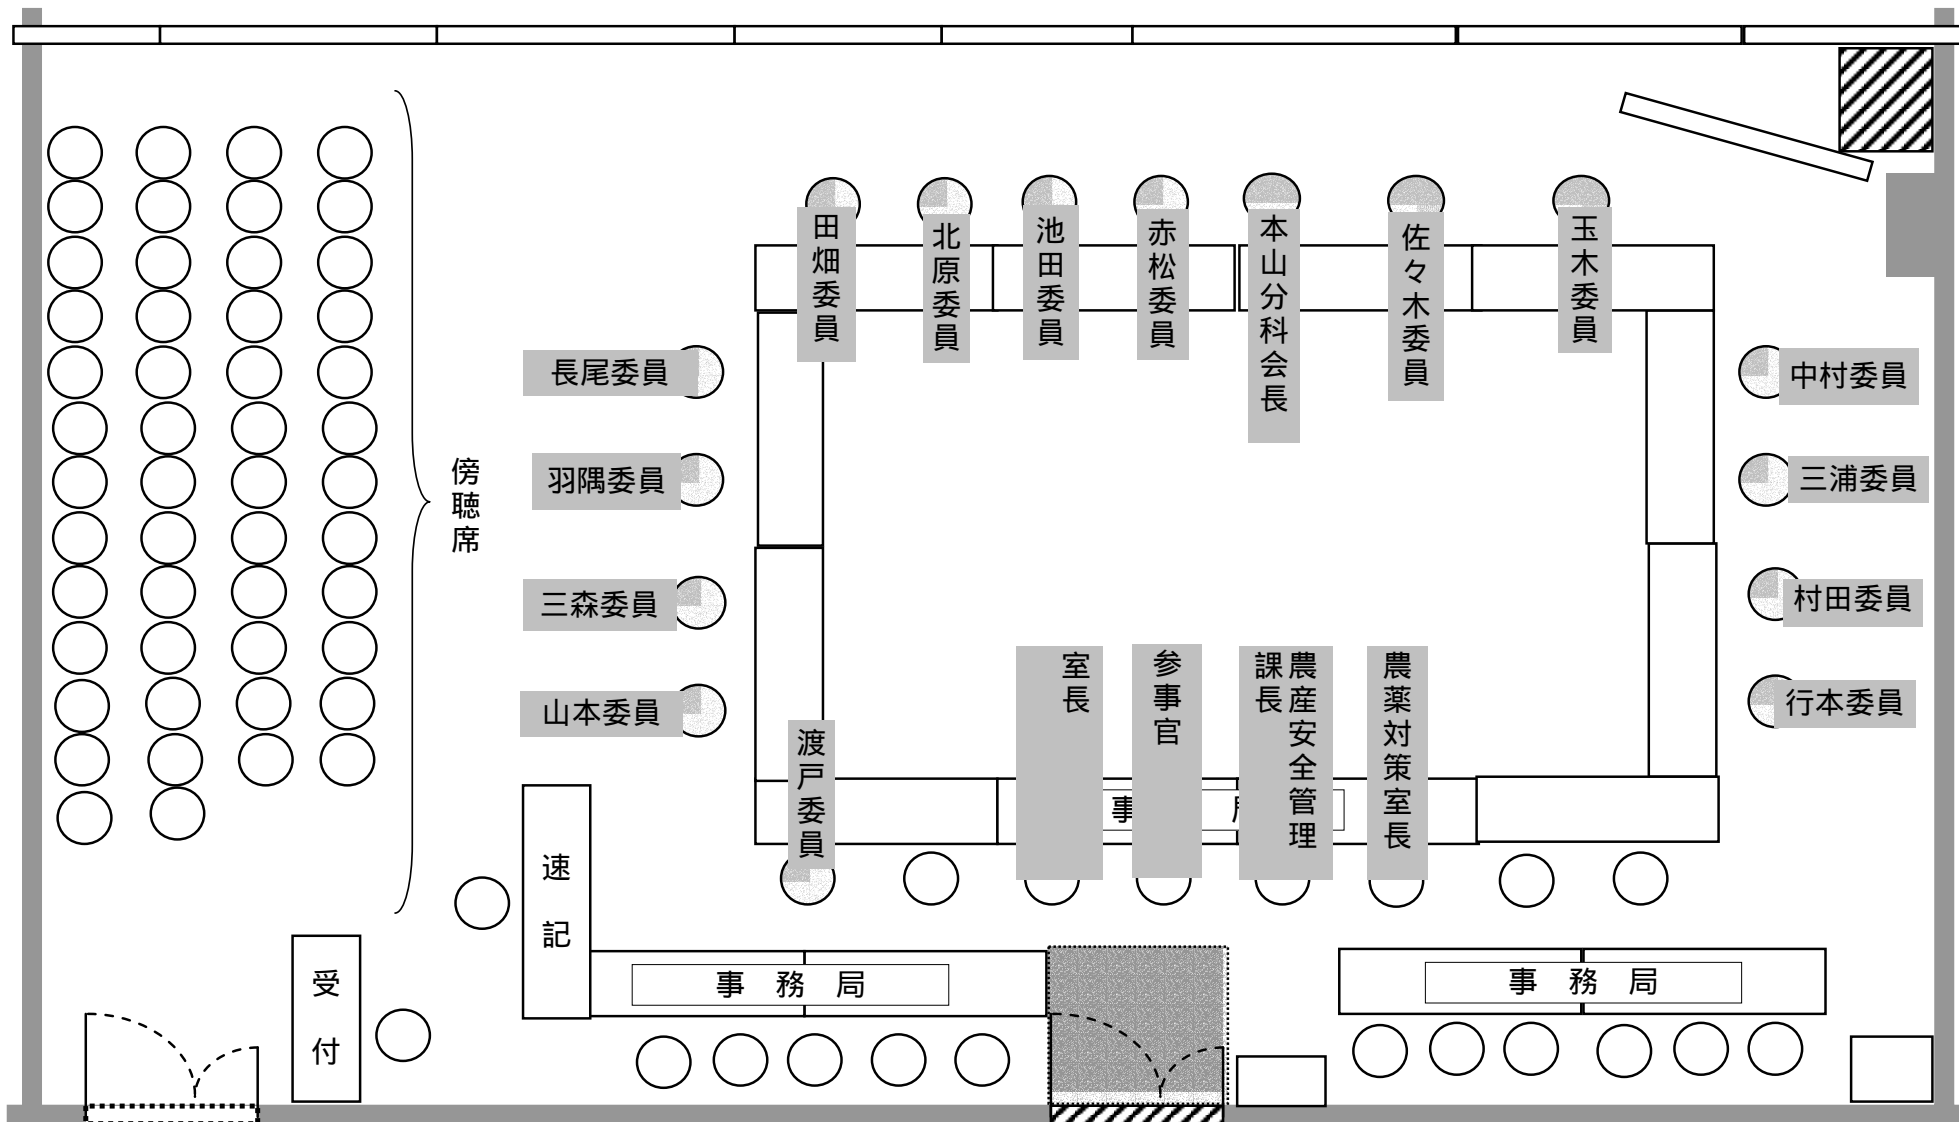 田畑委員
北原委員
池田委員
赤松委員
本山分科会長
佐々木委員
玉木委員
長尾委員
羽隅委員
三森委員
山本委員
中村委員
三浦委員
村田委員
行本委員
傍聴席
渡戸委員
室長
参事官
農産安全管理
課長
農薬対策室長
事 局
速記
受付
事務局
事務局